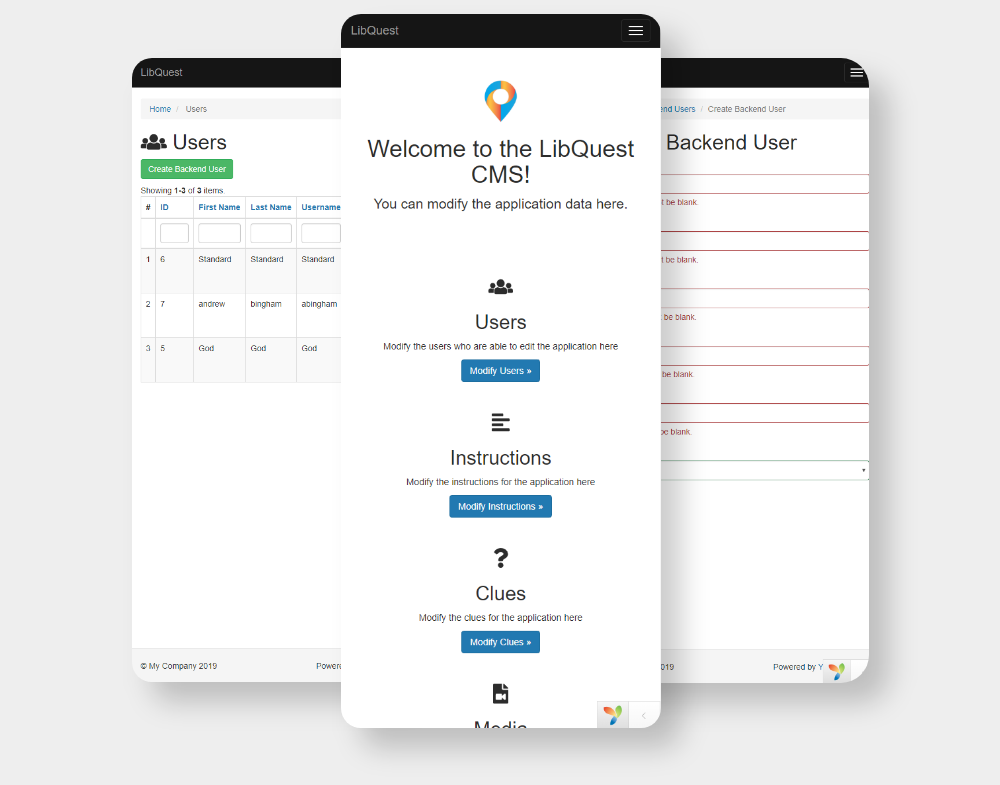 LibQuest
Home / Users
Users
Create Backend User
Showing 1-3 of 3 items.
# ID First Name Last Name Username
1 6 Standard Standard Standard
2 7 andrew bingham abingham
3 5 God God God
© My Company 2019
LibQuest
Welcome to the LibQuest
CMS!
You can modify the application data here.
Users
Modify the users who are able to edit the application here
Modify Users »
Instructions
Modify the instructions for the application here
Modify Instructions »
Clues
Modify the clues for the application here
Modify Clues »
Media
Users / Create Backend User
Backend User
be blank.
be blank.
be blank.
be blank.
be blank.
2019
Powered by